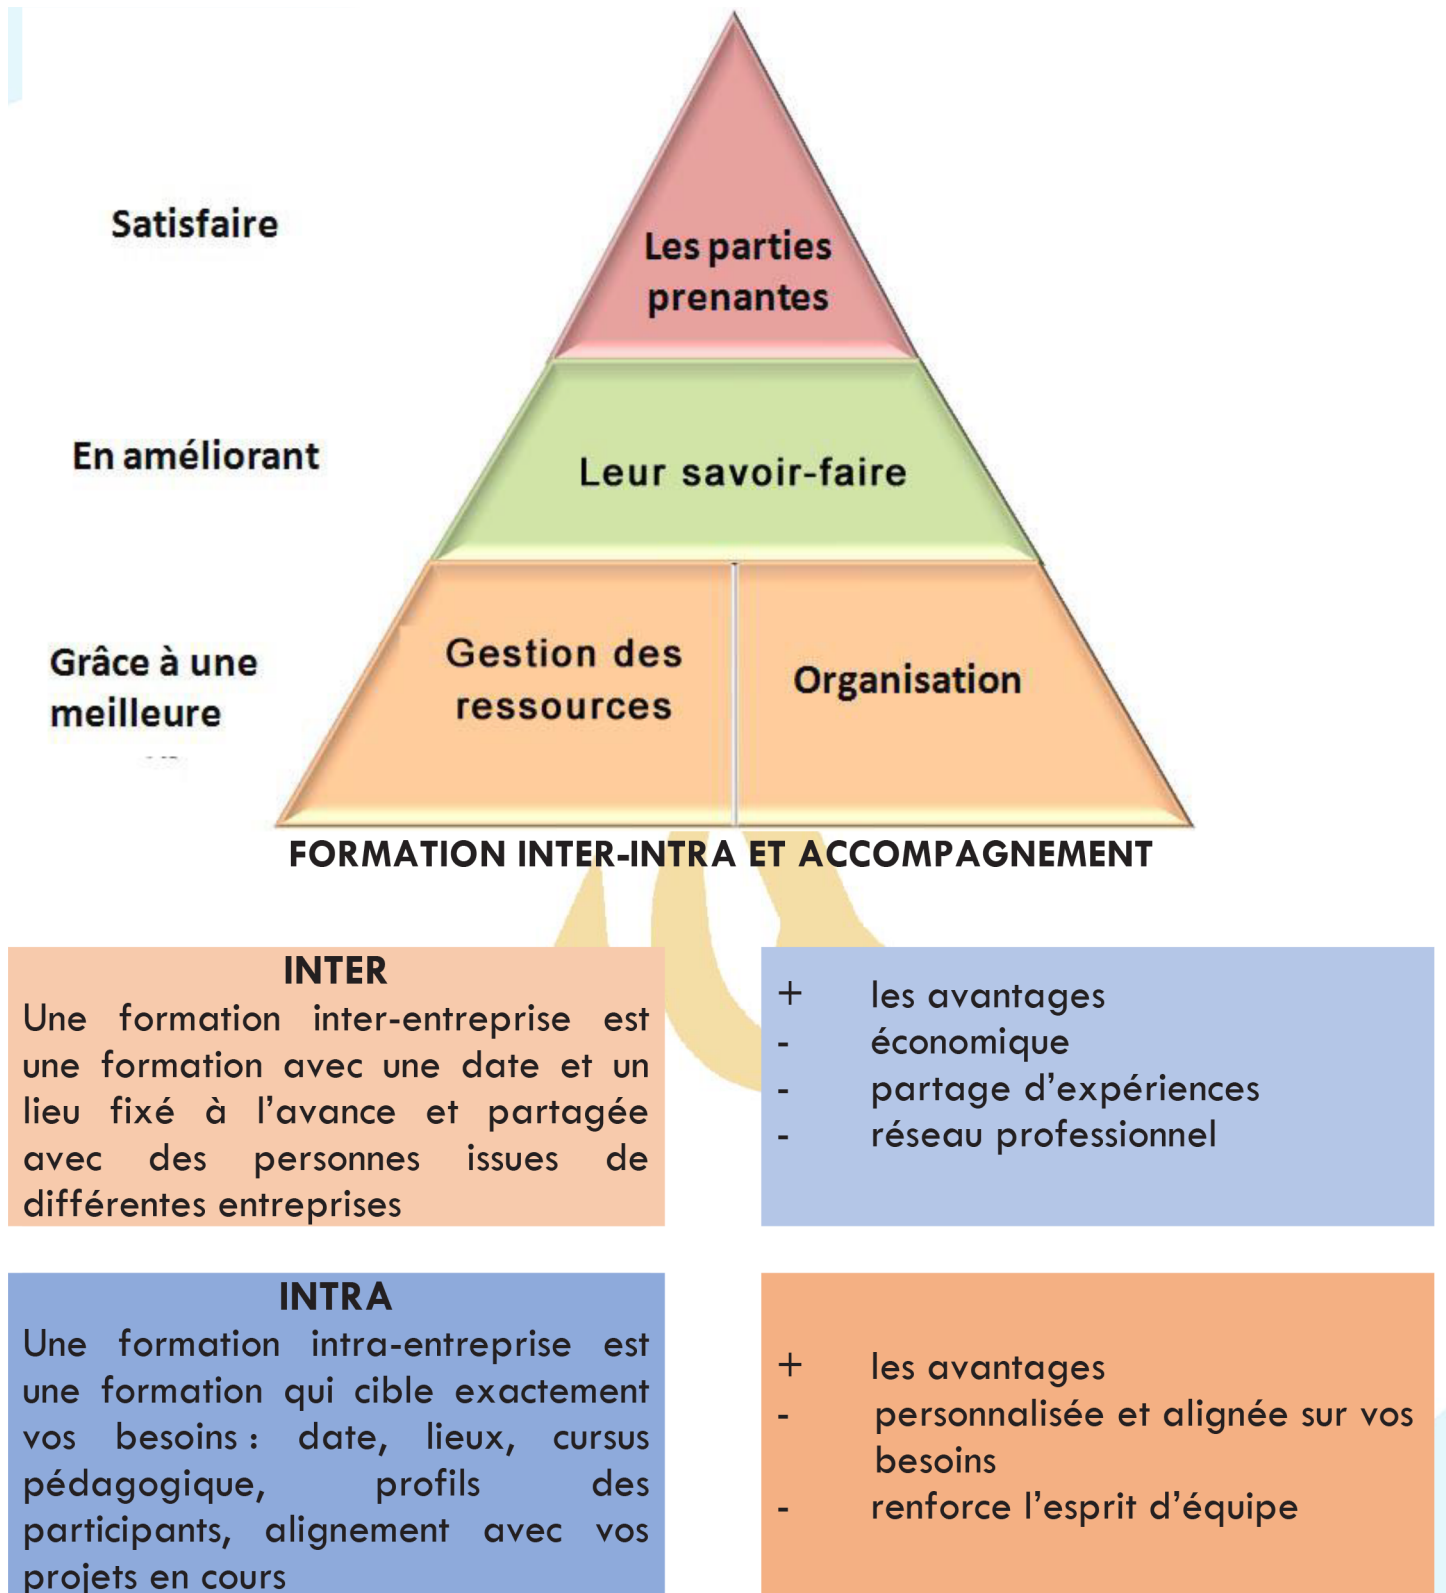 Satisfaire
Les parties
prenantes
En améliorant
Leur savoir-faire
Grâce à une
meilleure
Gestion des
ressources
Organisation
FORMATION INTER-INTRA ET ACCOMPAGNEMENT
INTER
Une formation inter-entreprise est
une formation avec une date et un
lieu fixé à l’avance et partagée
avec des personnes issues de
différentes entreprises
+ les avantages
- économique
- partage d’expériences
- réseau professionnel
INTRA
Une formation intra-entreprise est
une formation qui cible exactement
vos besoins : date, lieux, cursus
pédagogique, profils des
participants, alignement avec vos
projets en cours
+ les avantages
- personnalisée et alignée sur vos
besoins
- renforce l’esprit d’équipe